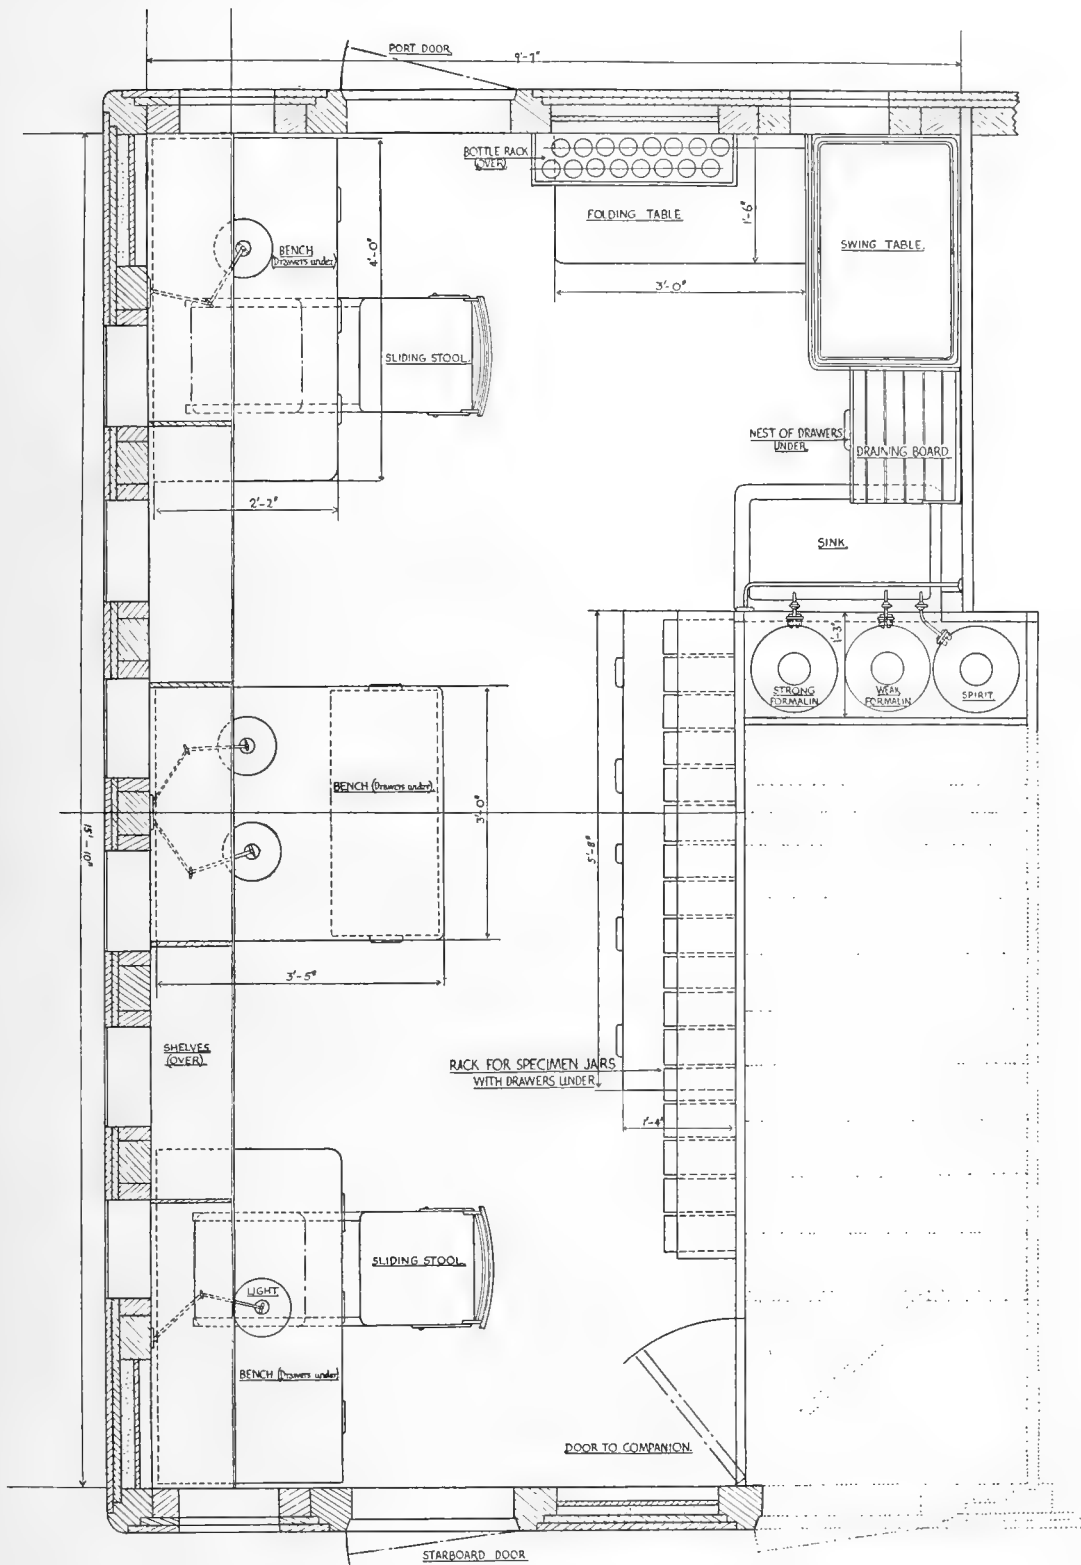 PORT DOOR
9'-7"
BOTTLE RACK
(OVER)
FOLDING TABLE
1'-6"
SWING TABLE.
BENCH
(Drawers under)
4'-0"
3'-0"
SLIDING STOOL.
NEST OF DRAWERS
UNDER.
DRAINING BOARD
2'-2"
SINK.
1'-3"
STRONG
FORMALIN
WEAK
FORMALIN
SPIRIT
BENCH (Drawers under).
3'-0"
15'-10"
5'-8"
3'-5"
SHELVES
(OVER)
RACK FOR SPECIMEN JARS
WITH DRAWERS UNDER
1'-4"
SLIDING STOOL.
LIGHT
BENCH (Drawers under)
DOOR TO COMPANION.
STARBOARD DOOR